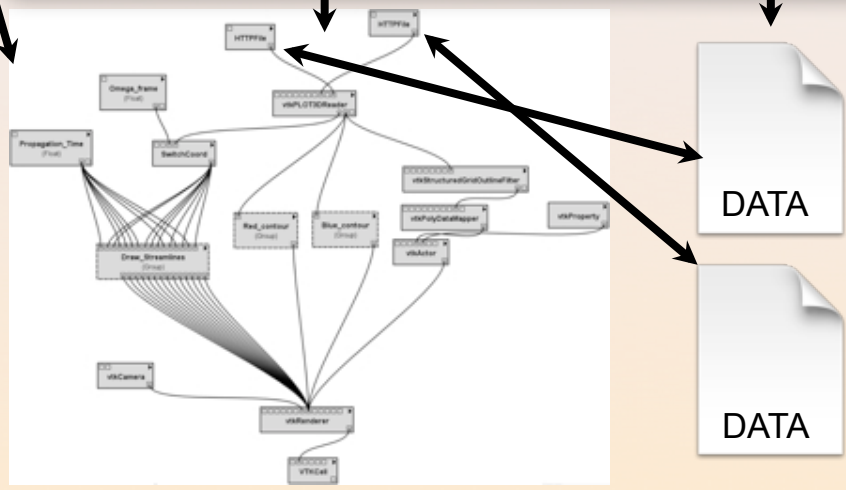 HTTPFile
HTTPFile
Omega_frame
(Float)
vtkPLOT3DReader
Propagation_Time
(Float)
SwitchCoord
vtkStructuredGridOutlineFilter
vtkPolyDataMapper
vtkProperty
Red_contour
(Group)
Blue_contour
(Group)
vtkActor
Draw_Streamlines
(Group)
vtkCamera
vtkRenderer
VTKCell
DATA
DATA